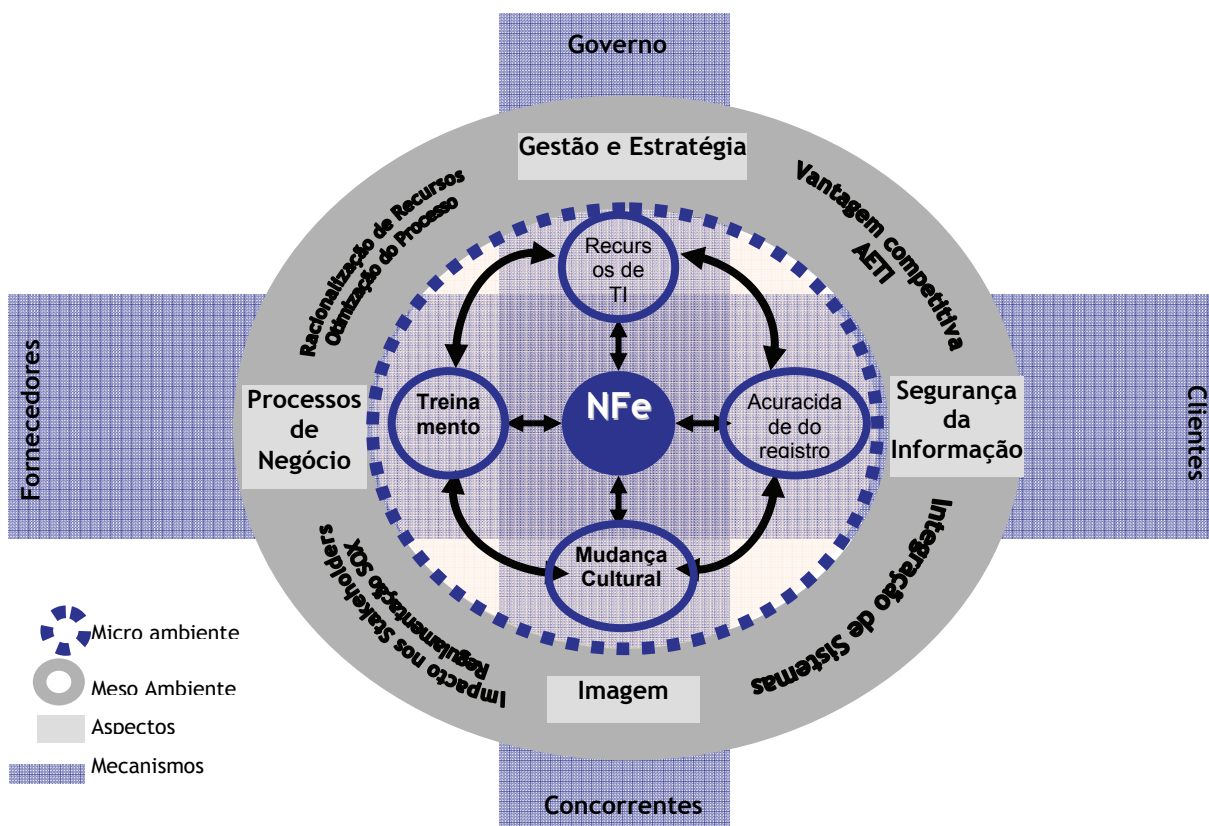 Governo
Gestão e Estratégia
Racionalização de Recursos
Otimização do Processo
Vantagem competitiva
AETI
Recurs
os de
TI
Fornecedores
Processos
de
Negócio
Treina
mento
NFe
Acuracida
de do
registro
Segurança
da
Informação
Clientes
Mudança
Cultural
Impacto nos Stakeholders
Regulamentação SOX
Integração de Sistemas
Imagem
Concorrentes
Micro ambiente
Meso Ambiente
Aspectos
Mecanismos